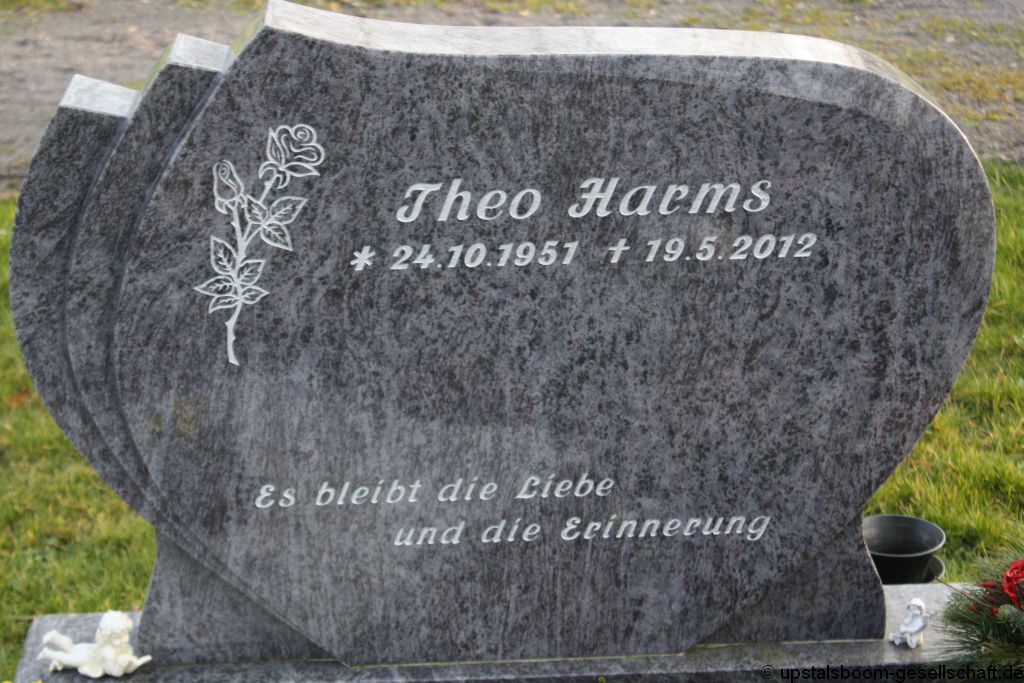 Theo Harms
* 24.10.1951 † 19.5.2012
Es bleibt die Liebe
und die Erinnerung
© upstalsboom-gesellschaft.de